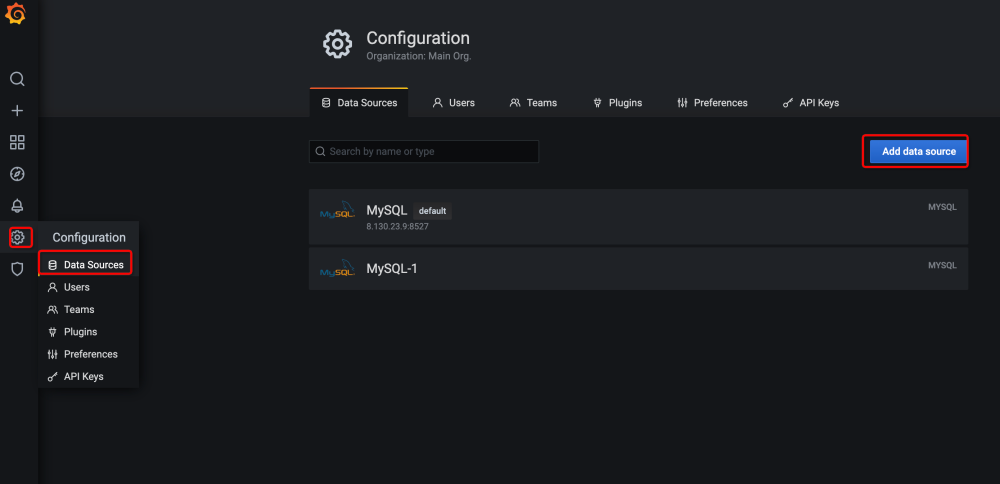 Configuration
Organization: Main Org.
Data Sources Users Teams Plugins Preferences API Keys
Search by name or type
Add data source
MySQL MySQL default MYSQL
8.130.23.9:8527
MySQL MySQL-1 MYSQL
Configuration
Data Sources
Users
Teams
Plugins
Preferences
API Keys